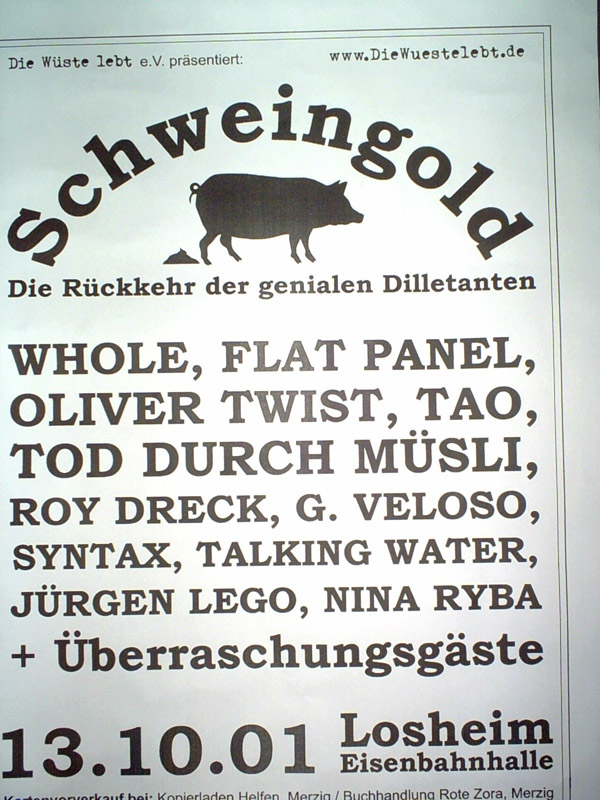 Die Wüste lebt e.V. präsentiert: www.DieWuestelebt.de
Schweingold
Die Rückkehr der genialen Dilletanten
WHOLE, FLAT PANEL,
OLIVER TWIST, TAO,
TOD DURCH MÜSLI,
ROY DRECK, G. VELOSO,
SYNTAX, TALKING WATER,
JÜRGEN LEGO, NINA RYBA
+ Überraschungsgäste
13.10.01 Losheim
Eisenbahnhalle
Kartenvorverkauf bei: Kopierladen Helfen, Merzig / Buchhandlung Rote Zora, Merzig